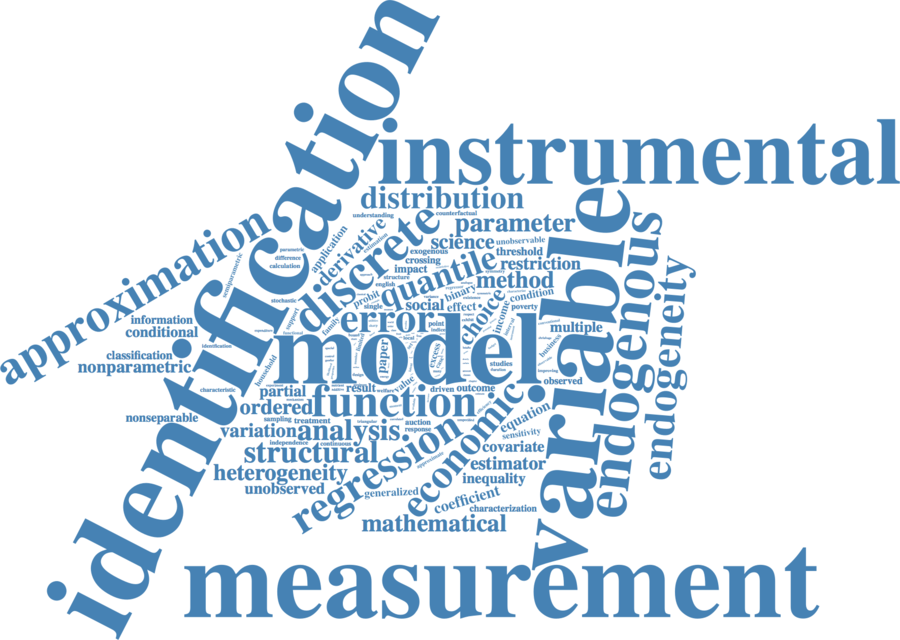 identification
instrumental
distribution
understanding
counterfactual
parameter
discrete
derivative
estimation
application
science
unobservable
approximation
parametric
difference
calculation
semiparametric
exogenous
threshold
crossing
quantile
restriction
impact
structure
english
method
variable
endogenous
endogeneity
stochastic
probit
single
social
effect
binary
choice
income
condition
poverty
support
family
information
conditional
error
model
point
multiple
business
classification
nonparametric
identification
household
paper
excess
studies
observed
characteristic
partial
result
welfare
value
driven
outcome
nonseparable
ordered
function
sampling
treatment
auction
response
variation
analysis
independence
continuous
structural
regression
economic
equation
sensitivity
covariate
heterogeneity
estimator
unobserved
generalized
inequality
coefficient
characterization
mathematical
measurement